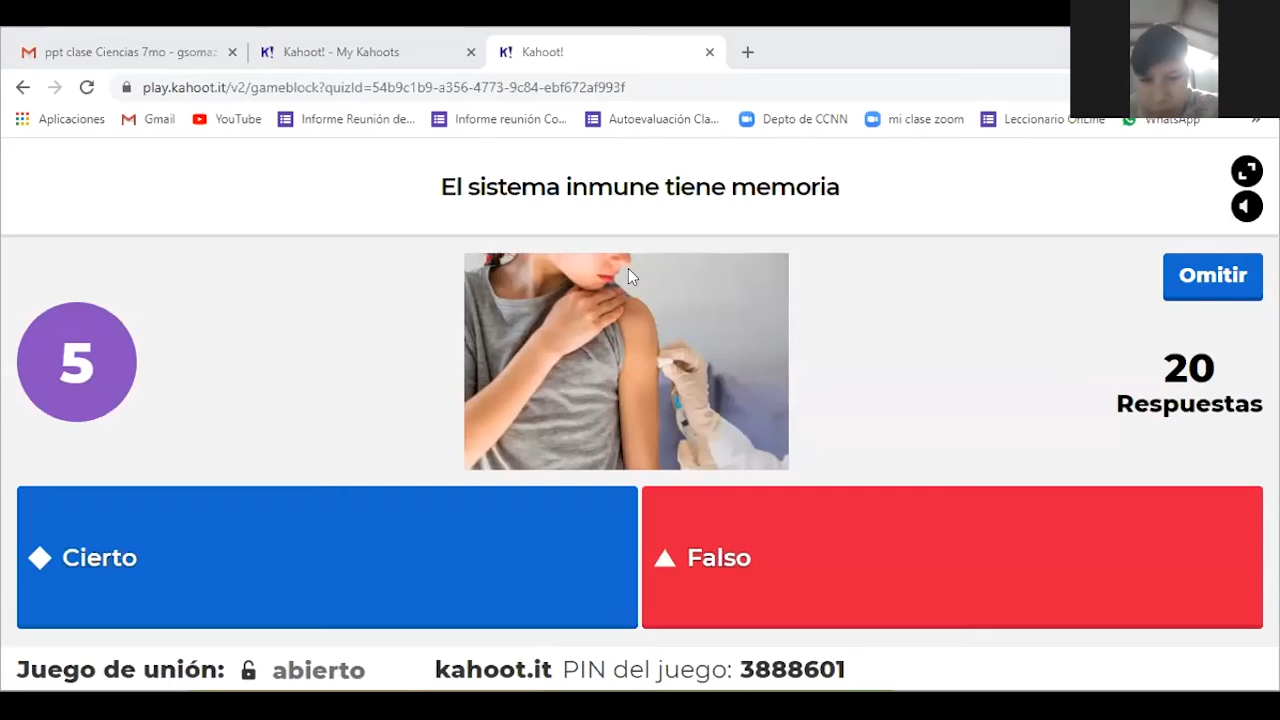 ppt clase Ciencias 7mo - gsomaz
Kahoot! - My Kahoots
Kahoot!
play.kahoot.it/v2/gameblock?quizId=54b9c1b9-a356-4773-9c84-ebf672af993f
Aplicaciones
Gmail
YouTube
Informe Reunión de...
Informe reunión Co...
Autoevaluación Cla...
Depto de CCNN
mi clase zoom
Leccionario OnLine
WhatsApp
»
El sistema inmune tiene memoria
Omitir
5
20
Respuestas
Cierto
Falso
Juego de unión: abierto
kahoot.it PIN del juego: 3888601